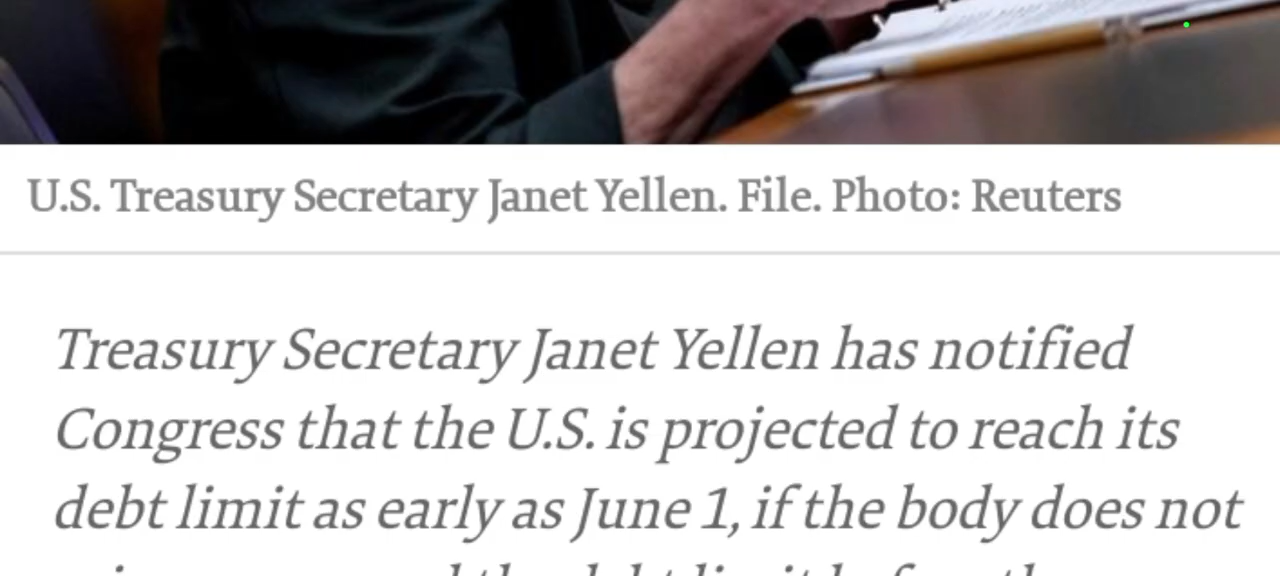 U.S. Treasury Secretary Janet Yellen. File. Photo: Reuters
Treasury Secretary Janet Yellen has notified
Congress that the U.S. is projected to reach its
debt limit as early as June 1, if the body does not